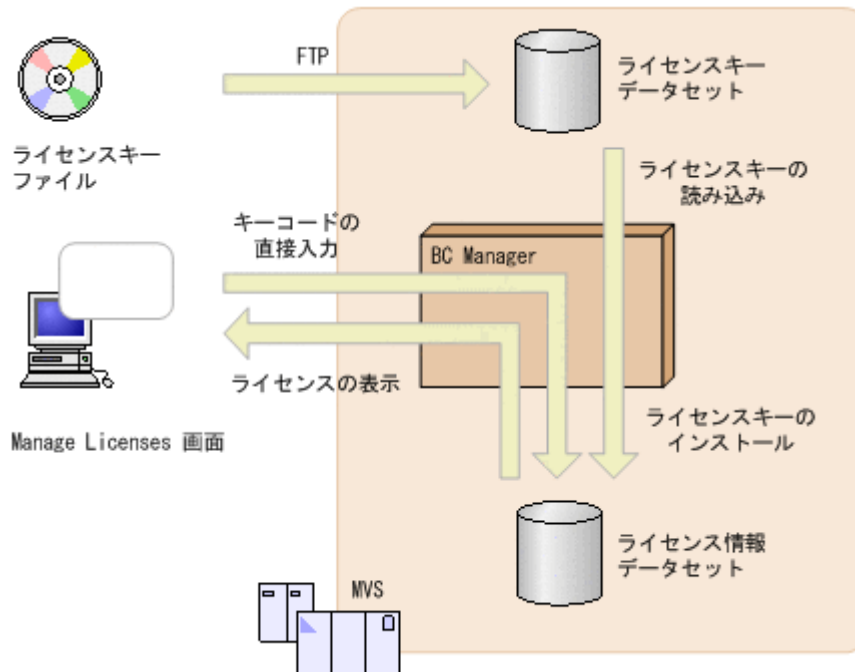 FTP
ライセンスキー
データセット
ライセンスキー
ファイル
ライセンスキーの
読み込み
キーコードの
直接入力
BC Manager
ライセンスの表示
Manage Licenses 画面
ライセンスキーの
インストール
ライセンス情報
データセット
MVS